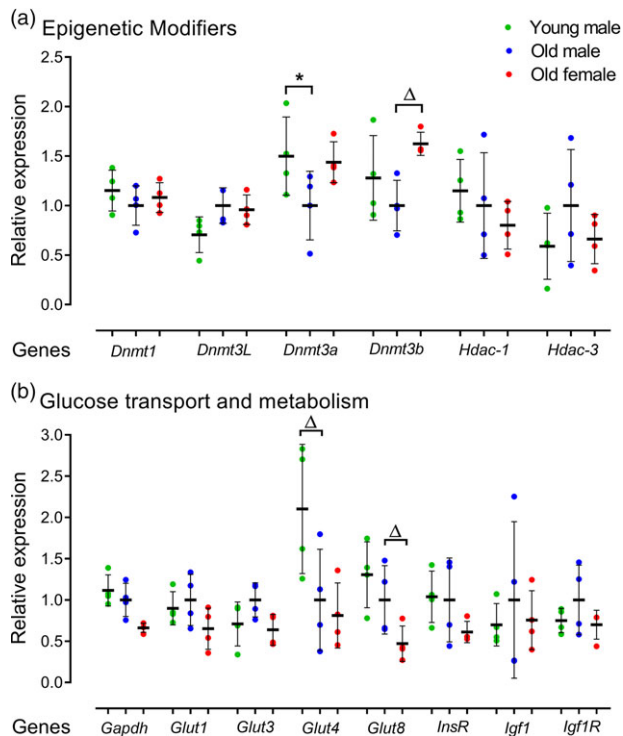 (a) Epigenetic Modifiers
Young male
Old male
Old female
Relative expression
2.5
2.0
1.5
1.0
0.5
0.0
*
Δ
Genes Dnmt1 Dnmt3L Dnmt3a Dnmt3b Hdac-1 Hdac-3
(b) Glucose transport and metabolism
Relative expression
3.0
2.5
2.0
1.5
1.0
0.5
0.0
Δ
Δ
Genes Gapdh Glut1 Glut3 Glut4 Glut8 InsR Igf1 Igf1R